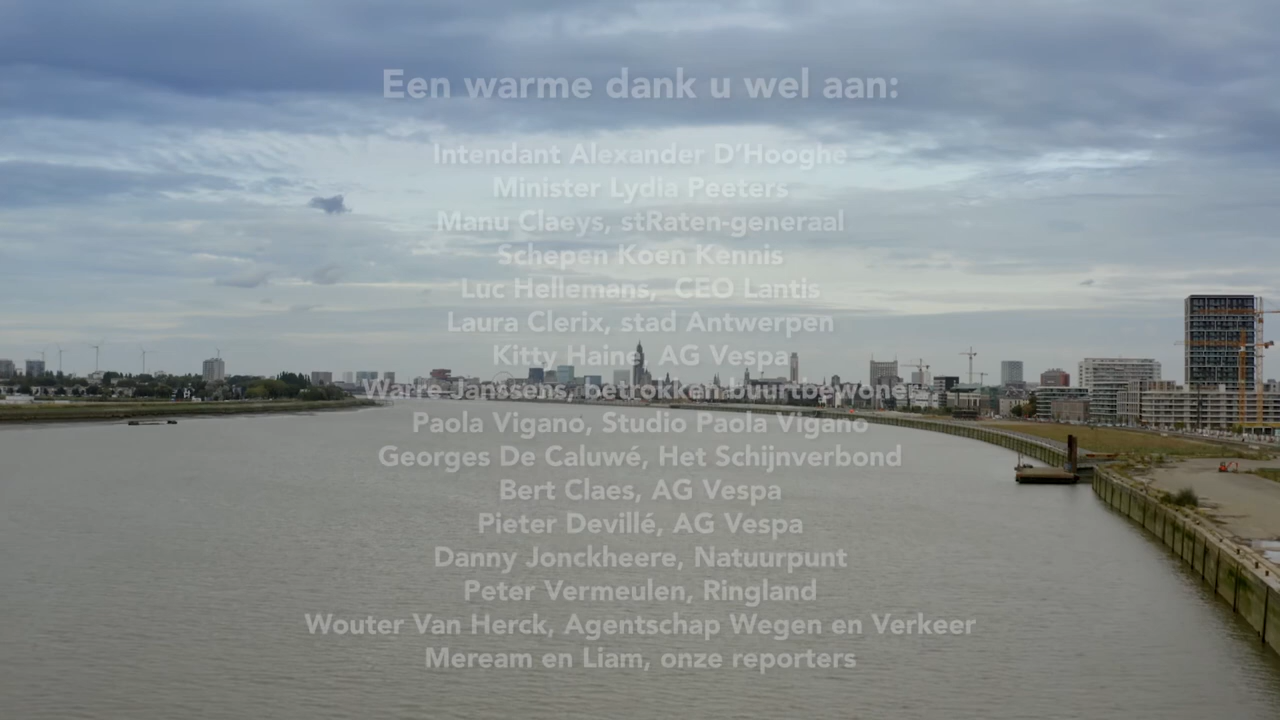 Een warme dank u wel aan:
Intendant Alexander D’Hooghe
Minister Lydia Peeters
Manu Claeys, stRaten-generaal
Schepen Koen Kennis
Luc Hellemans, CEO Lantis
Laura Clerix, stad Antwerpen
Kitty Haine, AG Vespa
Warre Janssens, betrokken buurtbewoner
Paola Vigano, Studio Paola Vigano
Georges De Caluwé, Het Schijnverbond
Bert Claes, AG Vespa
Pieter Devillé, AG Vespa
Danny Jonckheere, Natuurpunt
Peter Vermeulen, Ringland
Wouter Van Herck, Agentschap Wegen en Verkeer
Meream en Liam, onze reporters